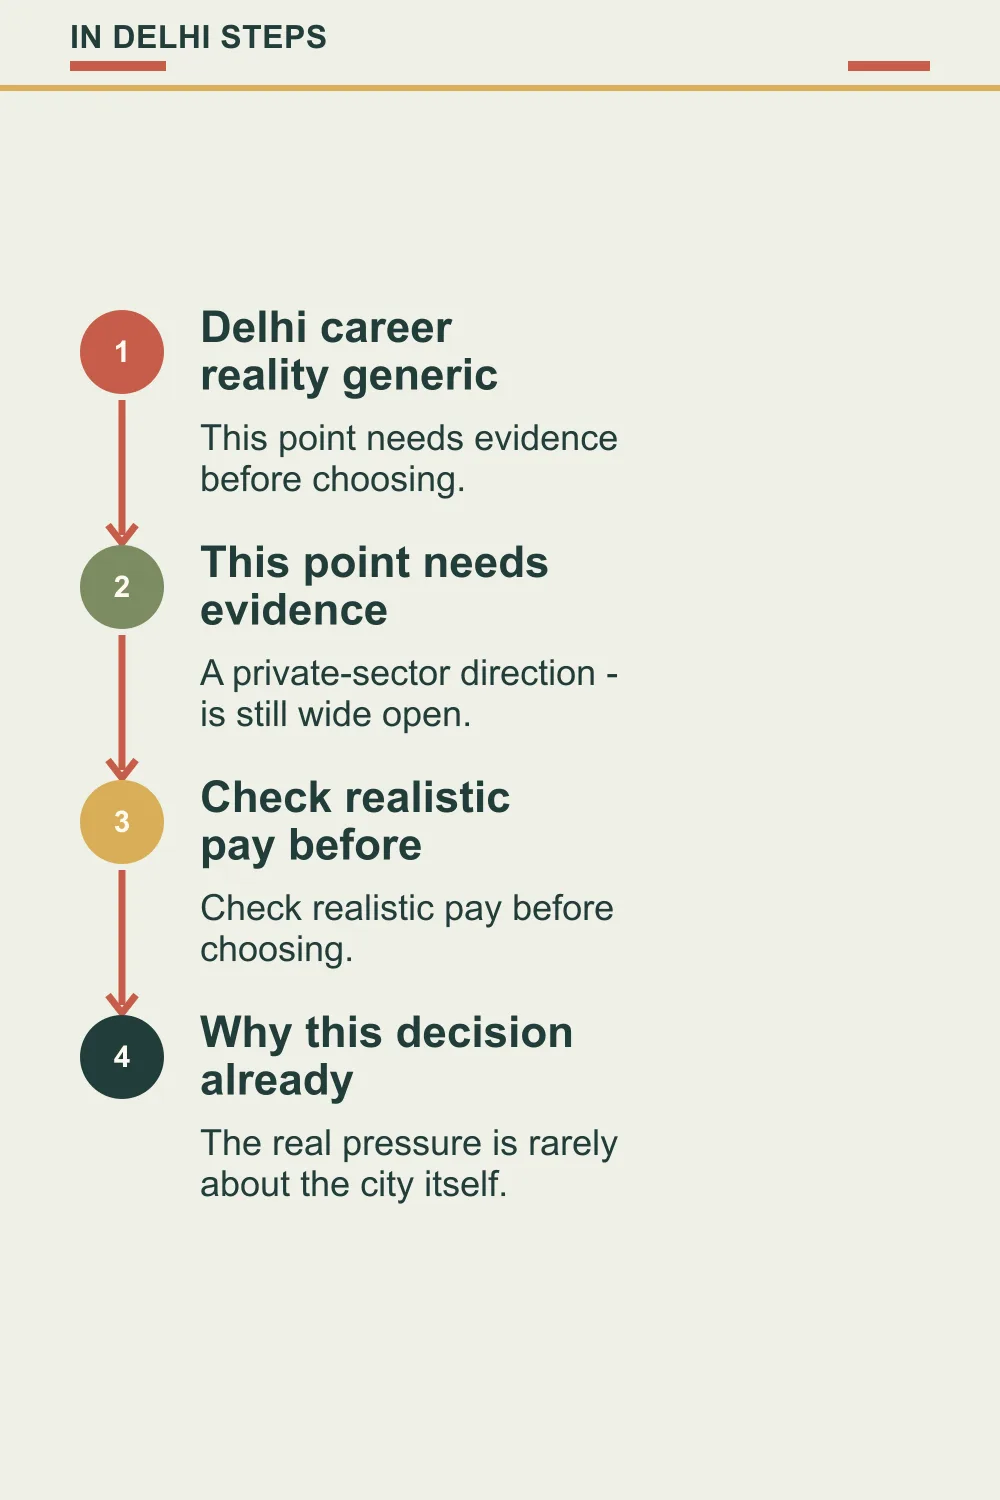 IN DELHI STEPS
1
Delhi career
reality generic
This point needs evidence
before choosing.
2
This point needs
evidence
A private-sector direction -
is still wide open.
3
Check realistic
pay before
Check realistic pay before
choosing.
4
Why this decision
already
The real pressure is rarely
about the city itself.